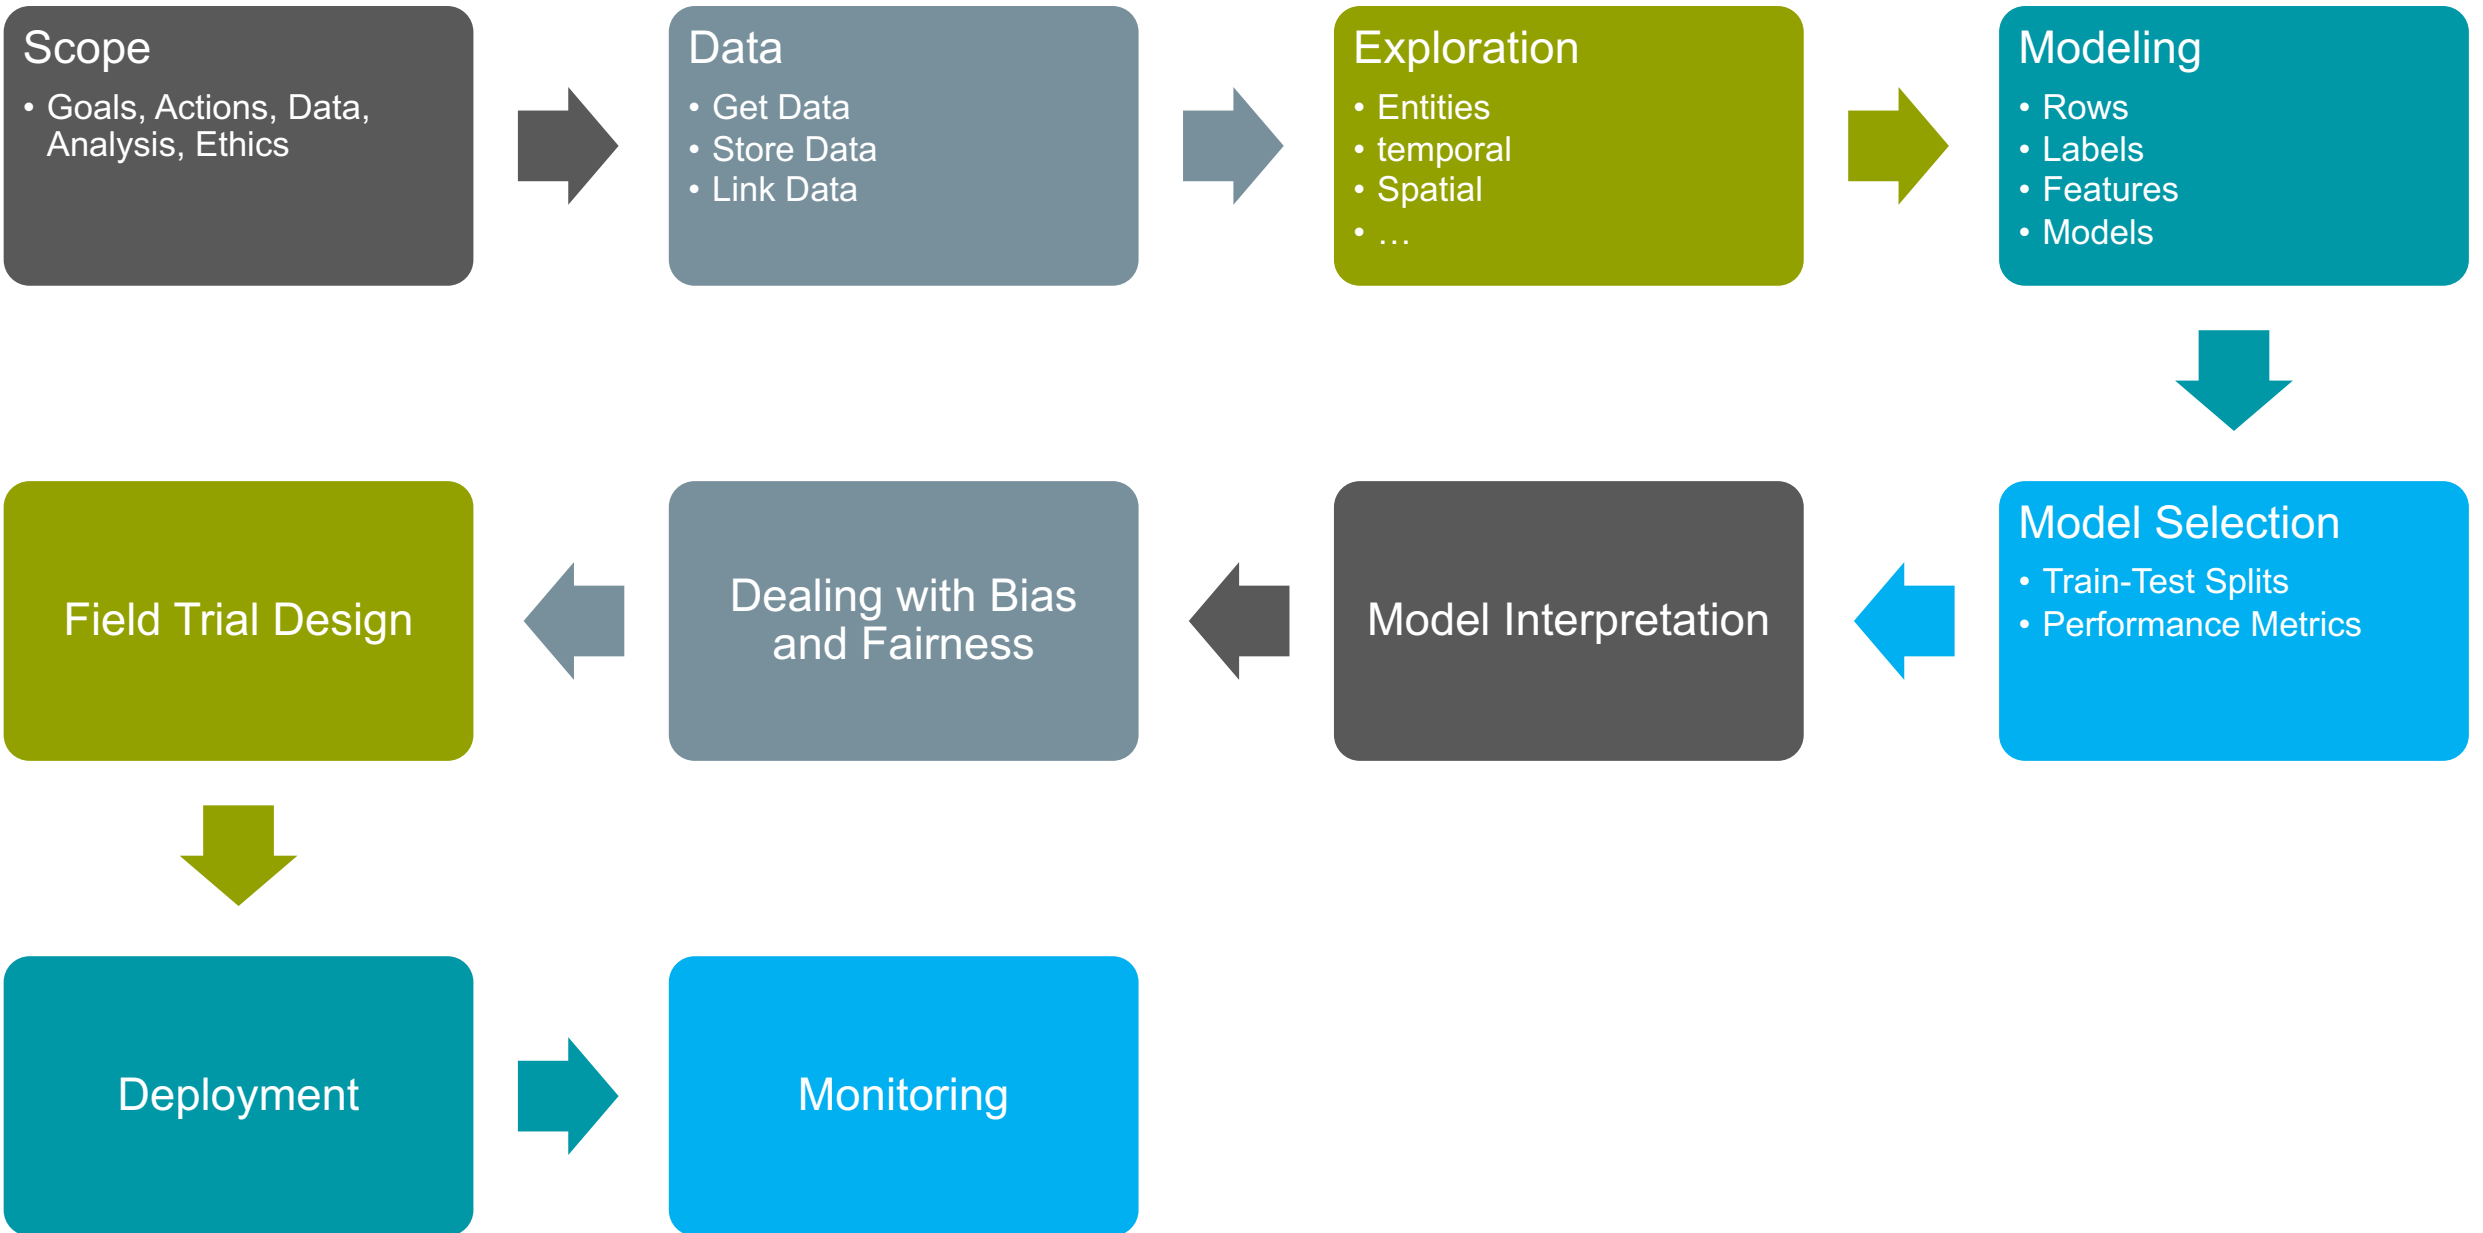 Scope
• Goals, Actions, Data,
Analysis, Ethics
Data
• Get Data
• Store Data
• Link Data
Exploration
• Entities
• temporal
• Spatial
• …
Modeling
• Rows
• Labels
• Features
• Models
Model Selection
• Train-Test Splits
• Performance Metrics
Model Interpretation
Dealing with Bias
and Fairness
Field Trial Design
Deployment
Monitoring